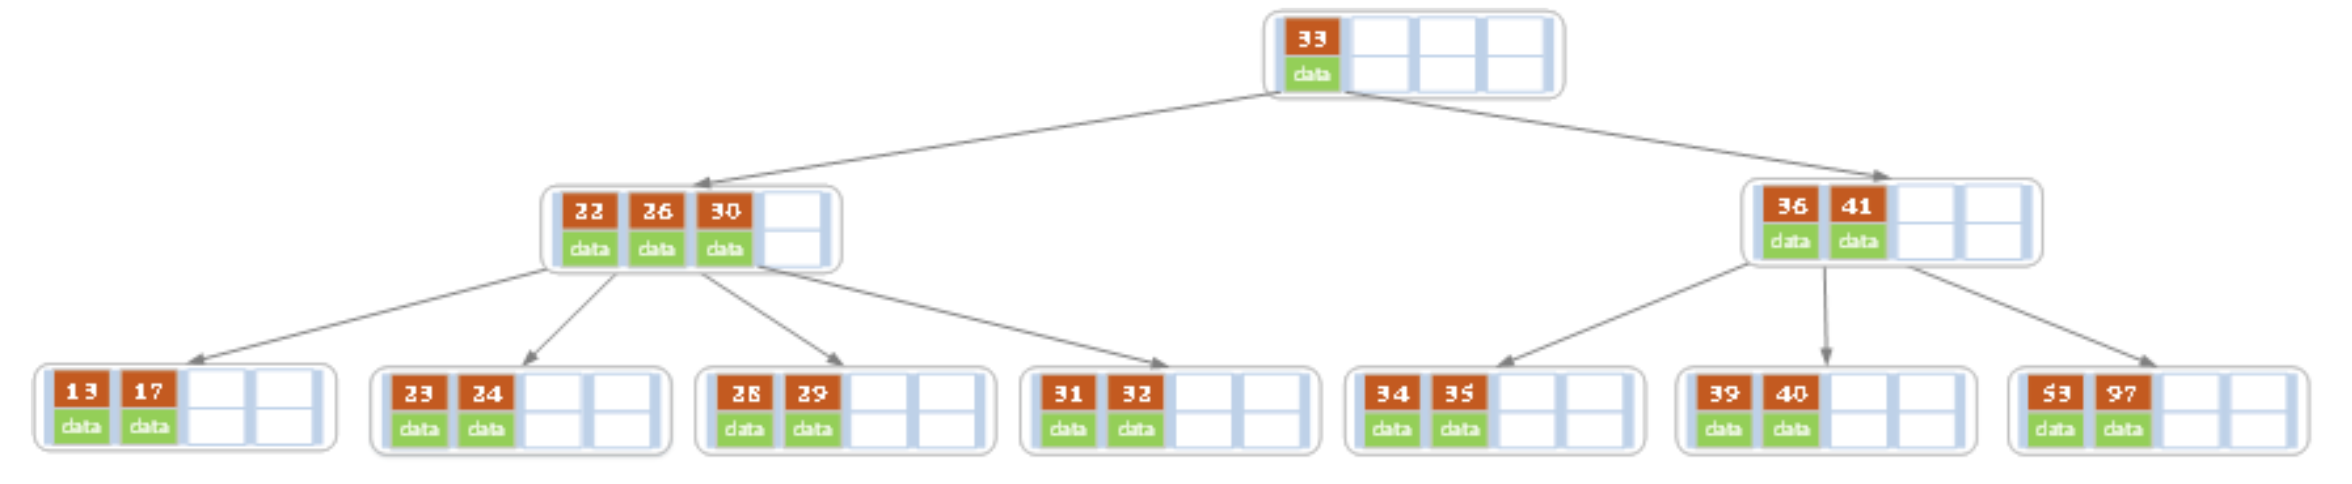 33
data
22 26 30
data data data
36 41
data data
13 17
data data
23 24
data data
28 29
data data
31 32
data data
34 35
data data
39 40
data data
53 97
data data